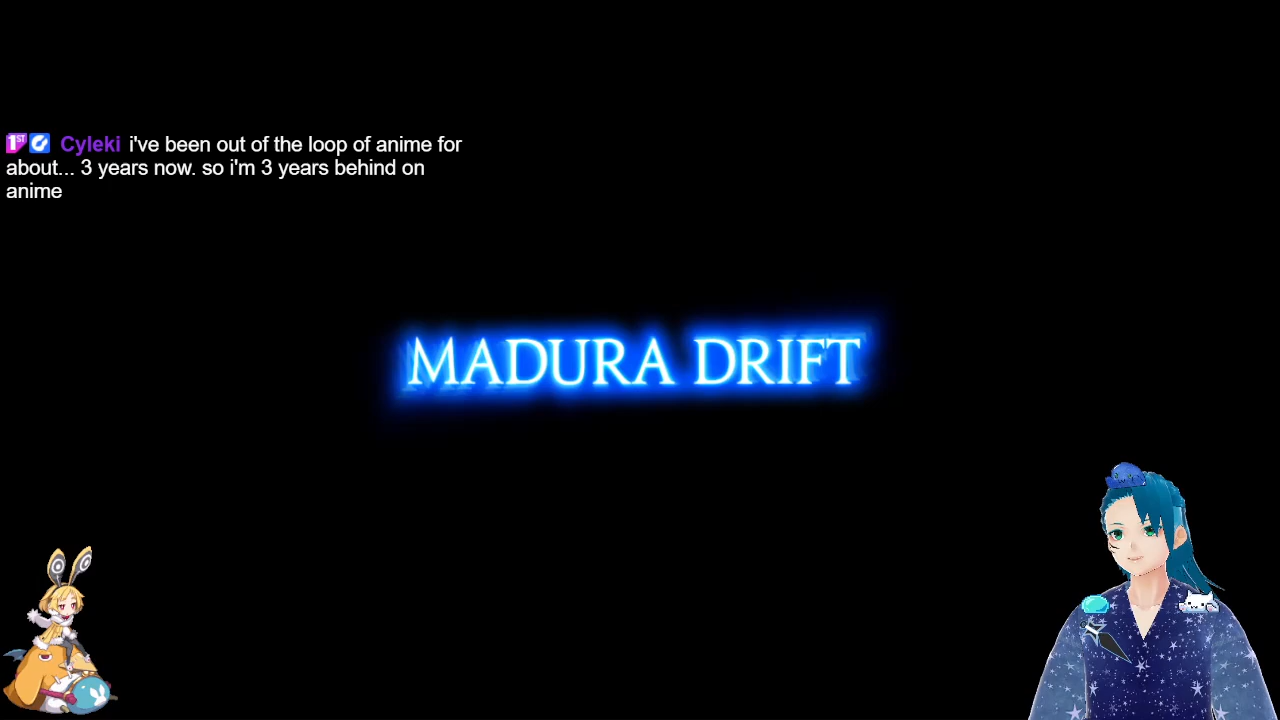 1ST Cyleki i've been out of the loop of anime for
about... 3 years now. so i'm 3 years behind on
anime
MADURA DRIFT